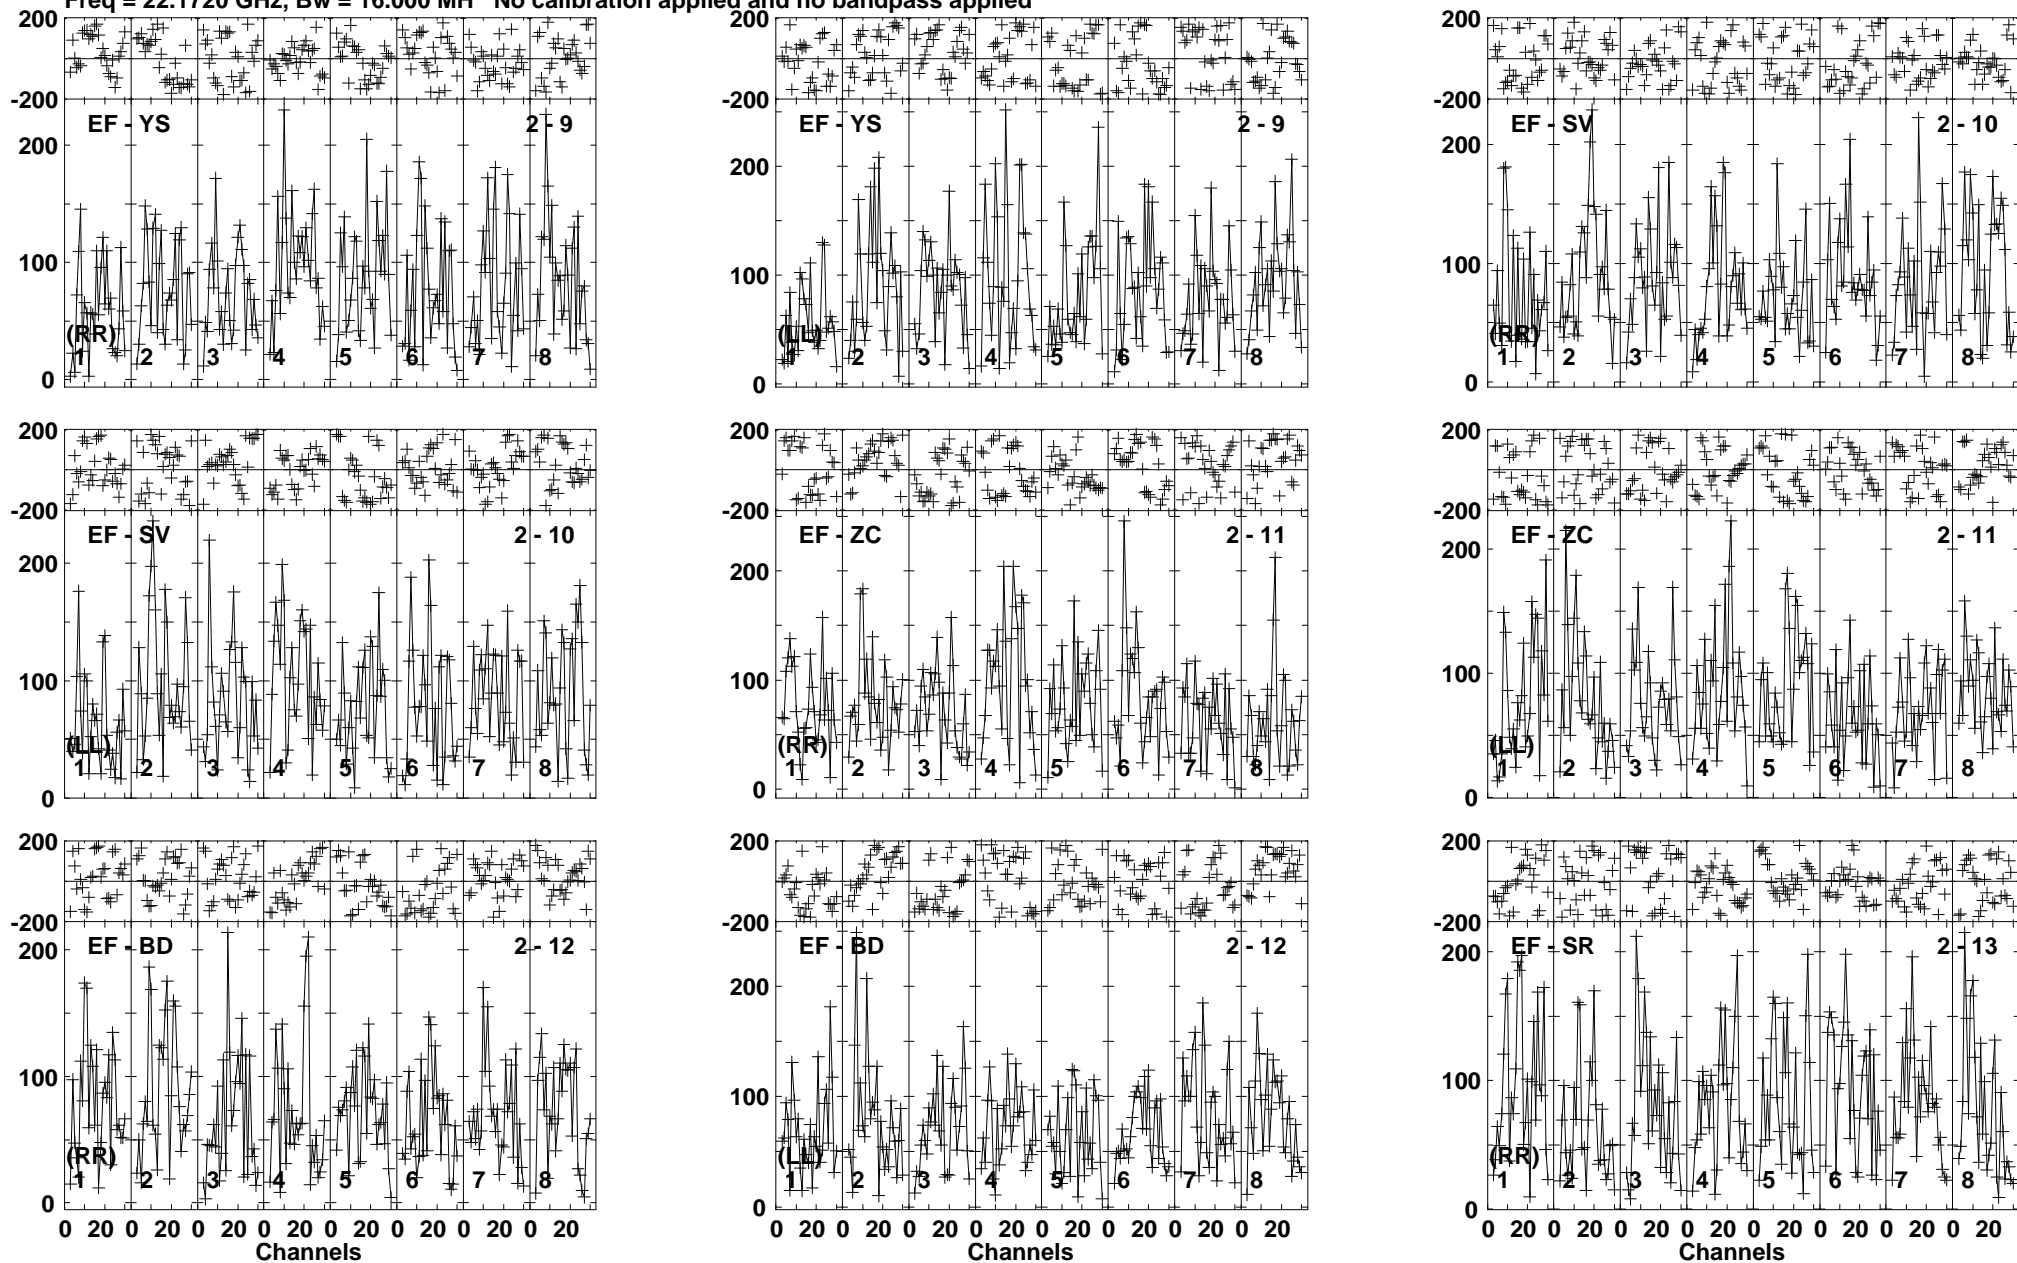 Freq = 22.1720 GHz, Bw = 16.000 MH No calibration applied and no bandpass applied
200 200 200
-200 -200 -200
EF - YS 2 - 9 EF - YS 2 - 9 EF - SV 2 - 10
200 200 200
100 100 100
(RR) (LL) (RR)
1 2 3 4 5 6 7 8 1 2 3 4 5 6 7 8 1 2 3 4 5 6 7 8
0 0 0
200 200 200
-200 -200 -200
EF - SV 2 - 10 EF - ZC 2 - 11 EF - ZC 2 - 11
200 200 200
100 100 100
(LL) (RR) (LL)
1 2 3 4 5 6 7 8 1 2 3 4 5 6 7 8 1 2 3 4 5 6 7 8
0 0 0
200 200 200
-200 -200 -200
EF - BD 2 - 12 EF - BD 2 - 12 EF - SR 2 - 13
200 200 200
100 100 100
(RR) (LL) (RR)
1 2 3 4 5 6 7 8 1 2 3 4 5 6 7 8 1 2 3 4 5 6 7 8
0 0 0
0 20 0 20 0 20 0 20 0 20 0 20 0 20 0 20 0 20 0 20 0 20 0 20 0 20 0 20 0 20 0 20 0 20 0 20 0 20 0 20 0 20 0 20 0 20 0 20
Channels Channels Channels